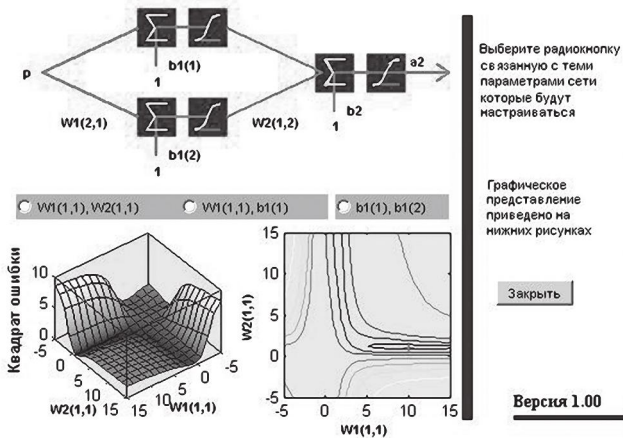 p
b1(1)
1
W1(2,1)
b1(2)
1
W2(1,2)
b2
1
a2
Выберите радиокнопку
связанную с теми
параметрами сети
которые будут
настраиваться
W1(1,1), W2(1,1)
W1(1,1), b1(1)
b1(1), b1(2)
Графическое
представление
приведено на
нижних рисунках
Закрыть
Версия 1.00
Квадрат ошибки
10
5
0
-5
0
5
10
15
W2(1,1)
15
10
5
0
-5
W1(1,1)
W2(1,1)
15
10
5
0
-5
-5
0
5
10
15
W1(1,1)